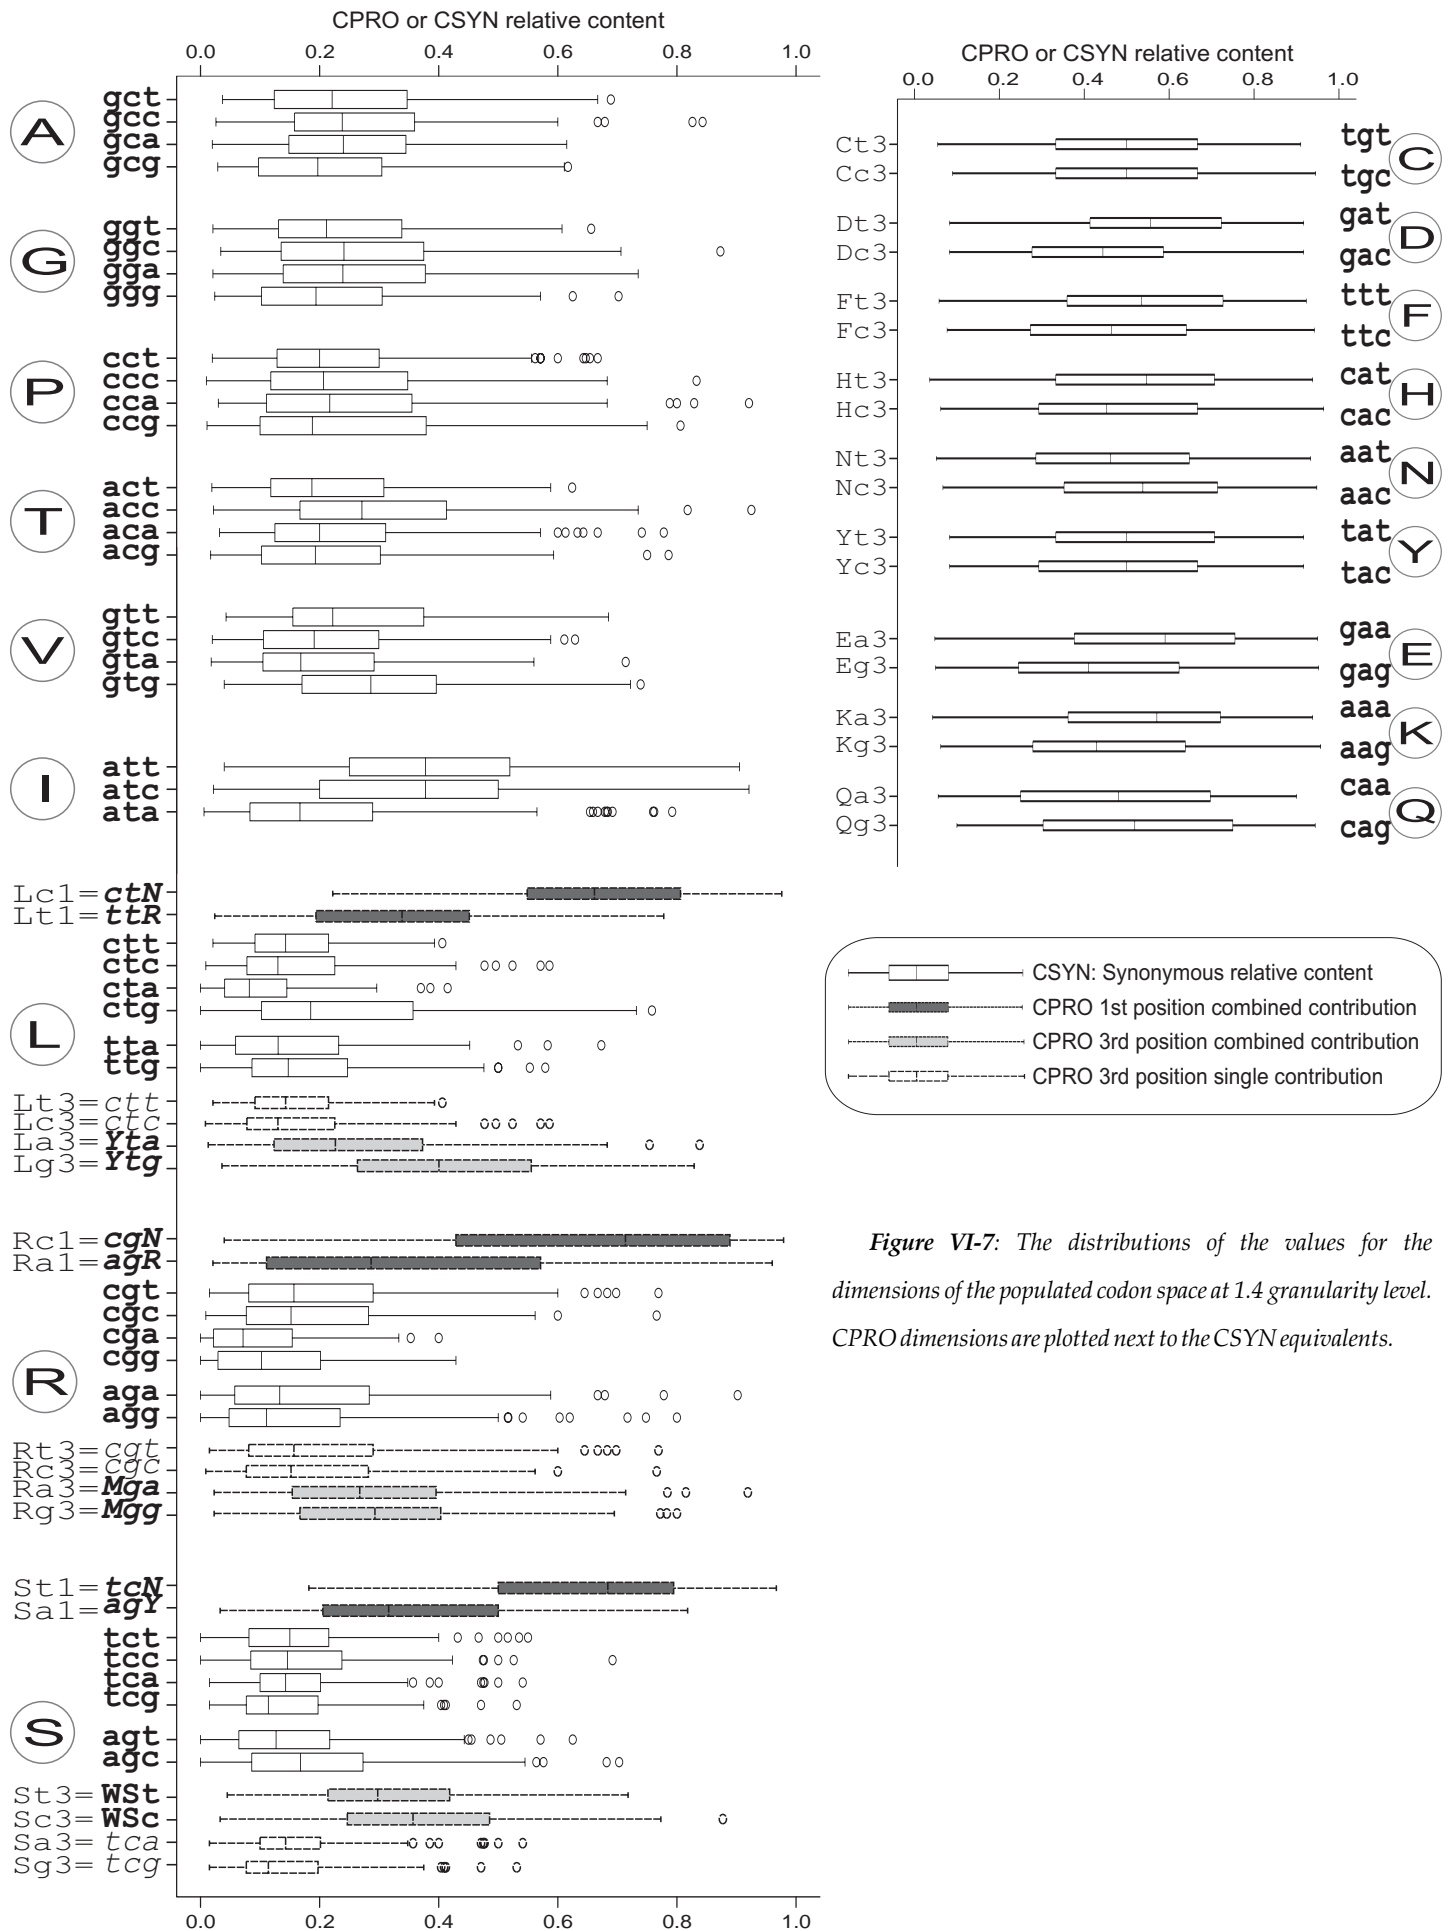 CPRO or CSYN relative content
0.0 0.2 0.4 0.6 0.8 1.0
A
gct
gcc
gca
gcg
G
ggt
ggc
gga
ggg
P
cct
ccc
cca
ccg
T
act
acc
aca
acg
V
gtt
gtc
gta
gtg
I
att
atc
ata
Lc1=ctN
Lt1=ttR
L
ctt
ctc
cta
ctg
tta
ttg
Lt3=ctt
Lc3=ctc
La3=Yta
Lg3=Ytg
Rc1=cgN
Ra1=agR
R
cgt
cgc
cga
cgg
aga
agg
Rt3=cgt
Rc3=cgc
Ra3=Mga
Rg3=Mgg
St1=tcN
Sa1=agY
S
tct
tcc
tca
tcg
agt
agc
St3=WSt
Sc3=WSc
Sa3=tca
Sg3=tcg
0.0 0.2 0.4 0.6 0.8 1.0
CPRO or CSYN relative content
0.0 0.2 0.4 0.6 0.8 1.0
Ct3 tgt
Cc3 tgc
C
Dt3 gat
Dc3 gac
D
Ft3 ttt
Fc3 ttc
F
Ht3 cat
Hc3 cac
H
Nt3 aat
Nc3 aac
N
Yt3 tat
Yc3 tac
Y
Ea3 gaa
Eg3 gag
E
Ka3 aaa
Kg3 aag
K
Qa3 caa
Qg3 cag
Q
CSYN: Synonymous relative content
CPRO 1st position combined contribution
CPRO 3rd position combined contribution
CPRO 3rd position single contribution
Figure VI-7: The distributions of the values for the
dimensions of the populated codon space at 1.4 granularity level.
CPRO dimensions are plotted next to the CSYN equivalents.